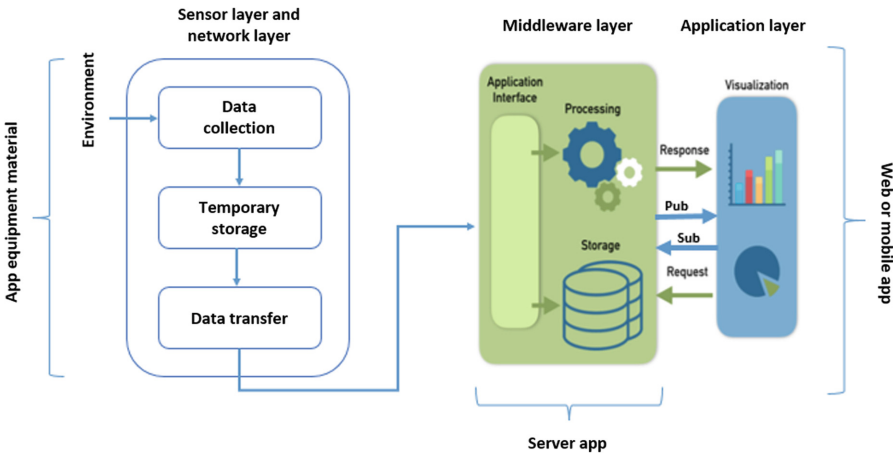 Sensor layer and
network layer
Middleware layer
Application layer
App equipment material
Environment
Data
collection
Temporary
storage
Data transfer
Application
Interface
Processing
Storage
Response
Pub
Sub
Request
Visualization
Web or mobile app
Server app